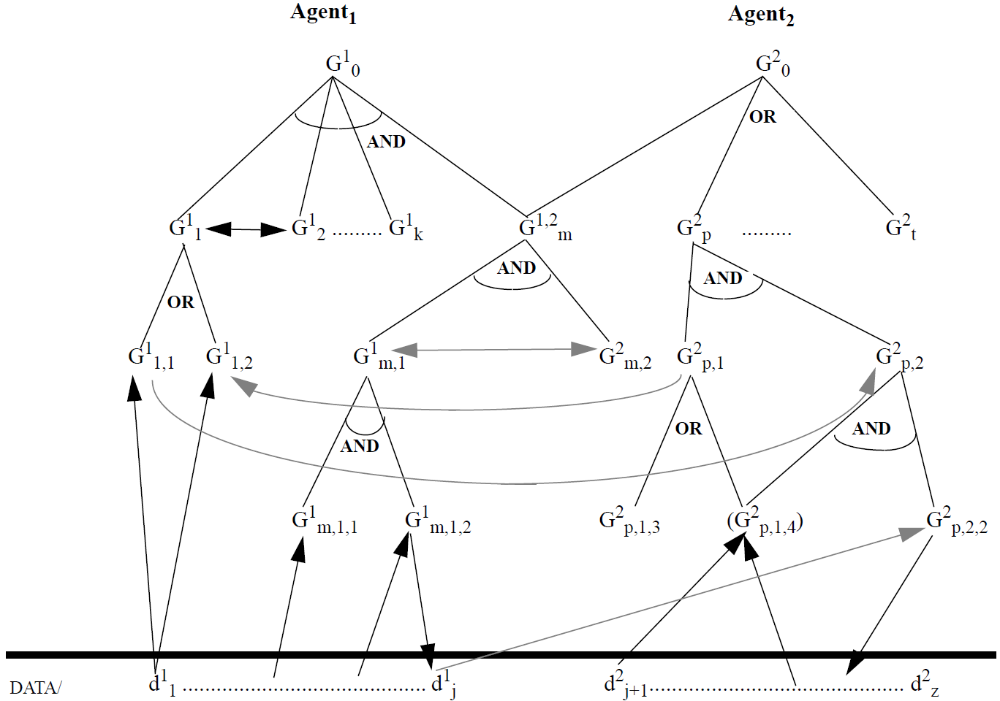 Agent₁ Agent₂
G¹₀ G²₀
OR
AND
G¹₁ G¹₂ ......... G¹ₖ G¹,²ₘ G²ₚ ......... G²ₜ
AND AND
OR
G¹₁,₁ G¹₁,₂ G¹ₘ,₁ G²ₘ,₂ G²ₚ,₁ G²ₚ,₂
OR AND
AND
G¹ₘ,₁,₁ G¹ₘ,₁,₂ G²ₚ,₁,₃ (G²ₚ,₁,₄) G²ₚ,₂,₂
DATA/ d¹₁ ....................................... d¹ⱼ d²ⱼ₊₁......................................... d²z